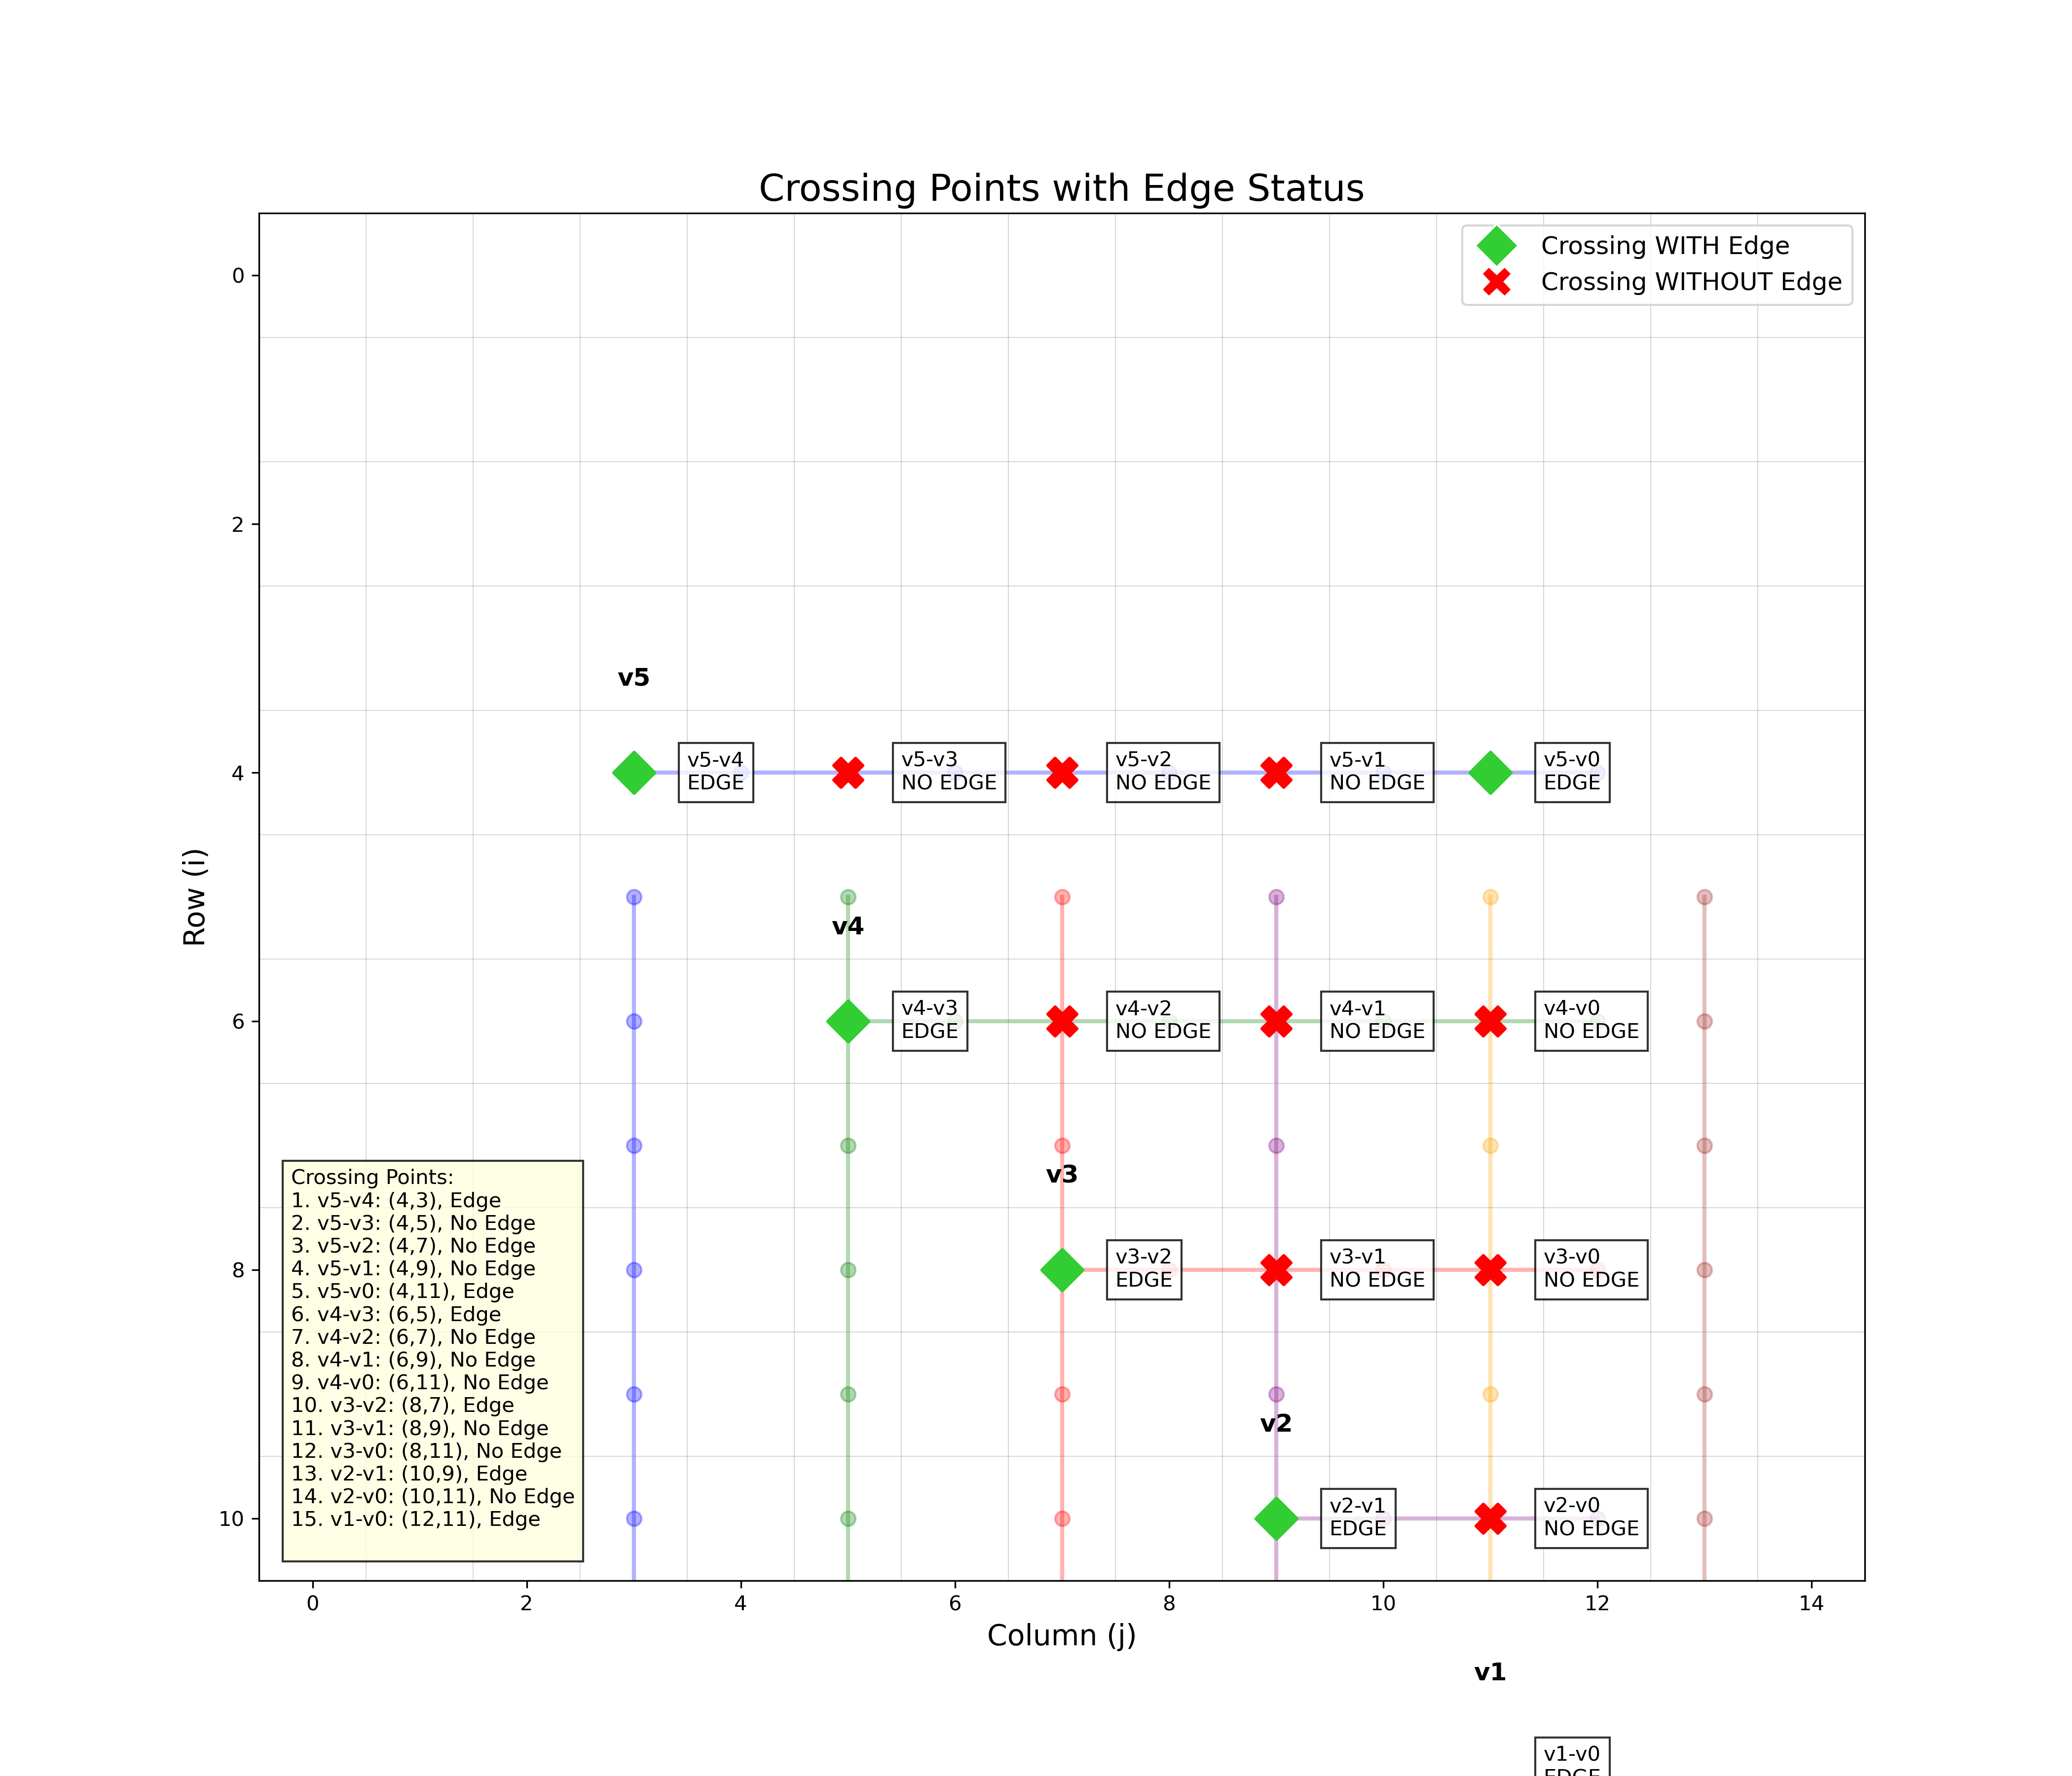 Crossing Points with Edge Status
Crossing WITH Edge
Crossing WITHOUT Edge
0
2
4
6
8
10
Row (i)
v5
v5-v4
EDGE
v5-v3
NO EDGE
v5-v2
NO EDGE
v5-v1
NO EDGE
v5-v0
EDGE
v4
v4-v3
EDGE
v4-v2
NO EDGE
v4-v1
NO EDGE
v4-v0
NO EDGE
v3
v3-v2
EDGE
v3-v1
NO EDGE
v3-v0
NO EDGE
v2
v2-v1
EDGE
v2-v0
NO EDGE
Crossing Points:
1. v5-v4: (4,3), Edge
2. v5-v3: (4,5), No Edge
3. v5-v2: (4,7), No Edge
4. v5-v1: (4,9), No Edge
5. v5-v0: (4,11), Edge
6. v4-v3: (6,5), Edge
7. v4-v2: (6,7), No Edge
8. v4-v1: (6,9), No Edge
9. v4-v0: (6,11), No Edge
10. v3-v2: (8,7), Edge
11. v3-v1: (8,9), No Edge
12. v3-v0: (8,11), No Edge
13. v2-v1: (10,9), Edge
14. v2-v0: (10,11), No Edge
15. v1-v0: (12,11), Edge
0 2 4 6 8 10 12 14
Column (j)
v1
v1-v0
EDGE